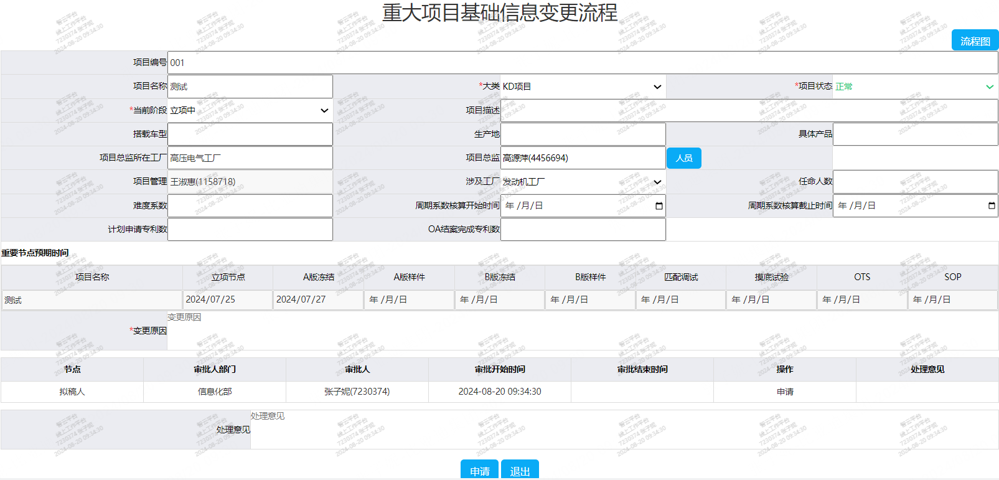 重大项目基础信息变更流程
流程图
项目编号 001
项目名称 测试 *大类 KD项目 *项目状态 正常
*当前阶段 立项中 项目描述
搭载车型 生产地 具体产品
项目总监所在工厂 高压电气工厂 项目总监 高源萍(4456694) 人员
项目管理 王淑惠(1158718) 涉及工厂 发动机工厂 任命人数
难度系数 周期系数核算开始时间 年 /月/日 周期系数核算截止时间 年 /月/日
计划申请专利数 OA结案完成专利数
重要节点预期时间
项目名称 立项节点 A版冻结 A版样件 B版冻结 B版样件 匹配调试 摸底试验 OTS SOP
测试 2024/07/25 2024/07/27 年 /月/日 年 /月/日 年 /月/日 年 /月/日 年 /月/日 年 /月/日 年 /月/日
*变更原因 变更原因
节点 审批人部门 审批人 审批开始时间 审批结束时间 操作 处理意见
拟稿人 信息化部 张子妮(7230374) 2024-08-20 09:34:30 申请
处理意见 处理意见
申请 退出